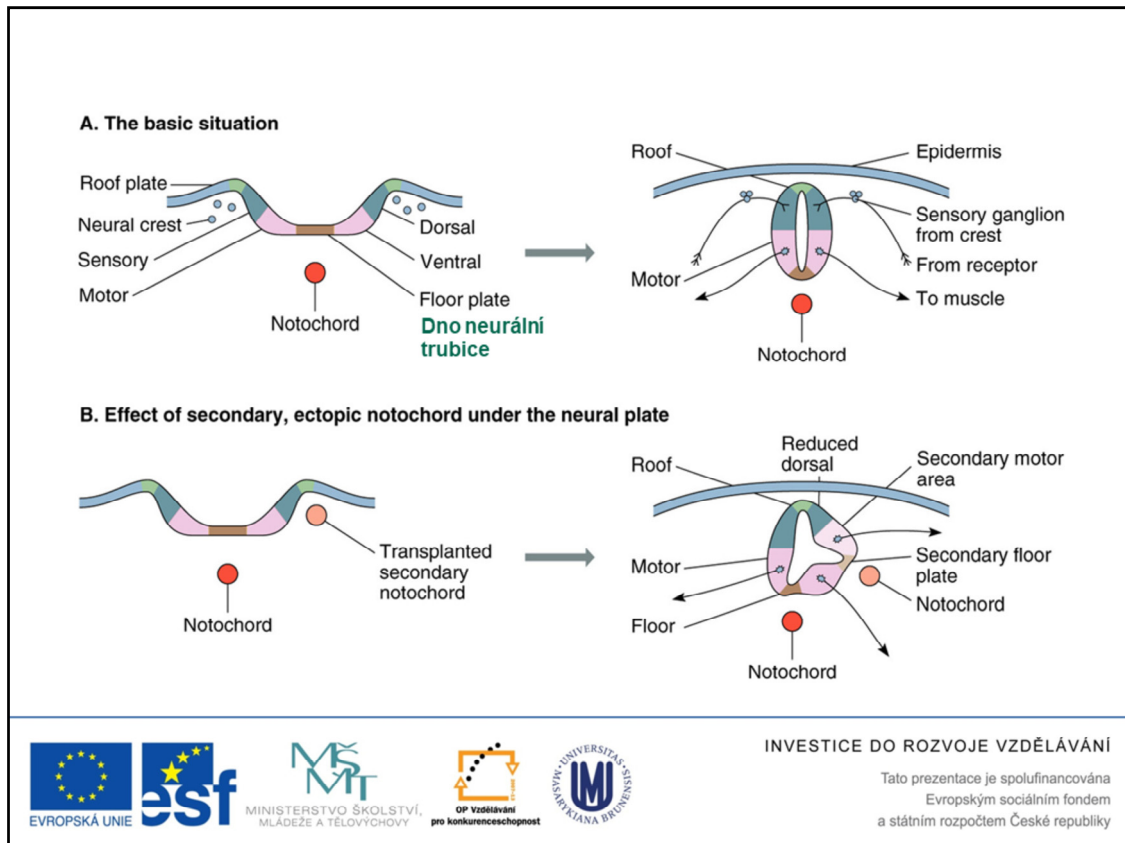 A. The basic situation
Roof plate
Neural crest
Sensory
Motor
Notochord
Dorsal
Ventral
Floor plate
Dno neurální
trubice
Roof
Motor
Epidermis
Sensory ganglion
from crest
From receptor
To muscle
Notochord
B. Effect of secondary, ectopic notochord under the neural plate
Transplanted
secondary
notochord
Notochord
Roof
Reduced
dorsal
Secondary motor
area
Motor
Floor
Secondary floor
plate
Notochord
Notochord
EVROPSKÁ UNIE
esf
MŠMT
MINISTERSTVO ŠKOLSTVÍ,
MLÁDEŽE A TĚLOVÝCHOVY
2007-13
OP Vzdělávání
pro konkurenceschopnost
UNIVERSITAS MASARYKIANA BRUNENSIS
INVESTICE DO ROZVOJE VZDĚLÁVÁNÍ
Tato prezentace je spolufinancována
Evropským sociálním fondem
a státním rozpočtem České republiky